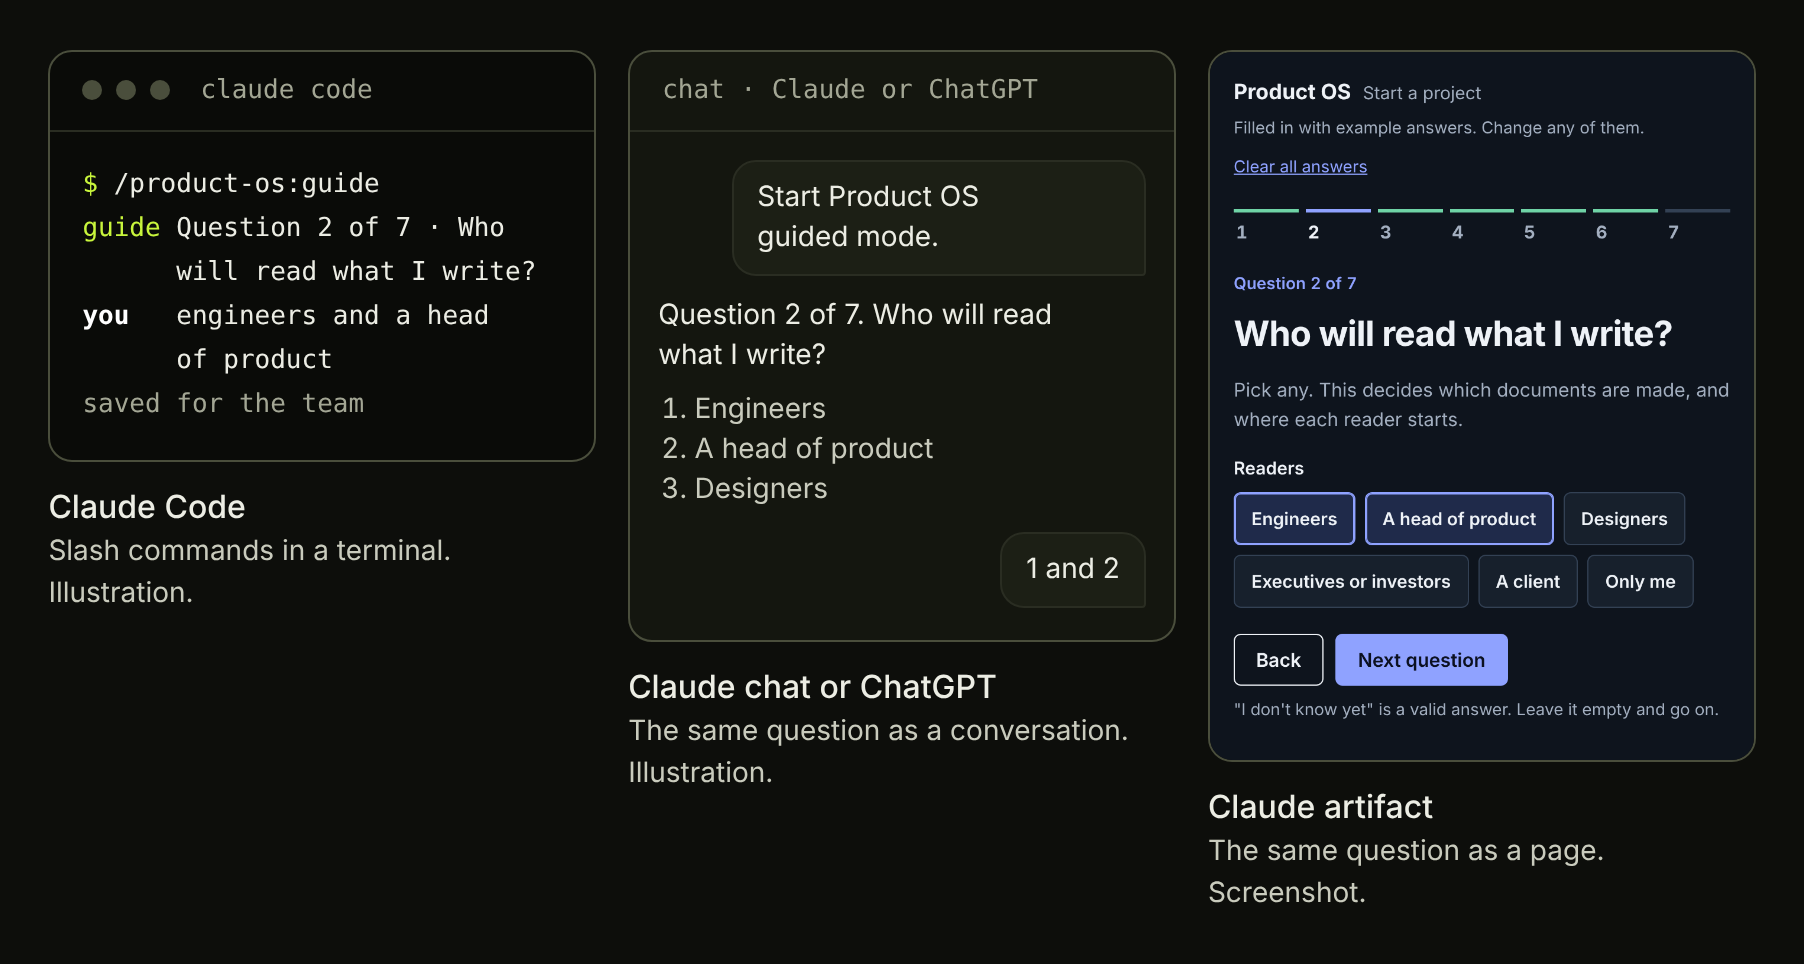 claude code
$ /product-os:guide
guide Question 2 of 7 · Who
will read what I write?
you engineers and a head
of product
saved for the team
Claude Code
Slash commands in a terminal.
Illustration.
chat · Claude or ChatGPT
Start Product OS
guided mode.
Question 2 of 7. Who will read
what I write?
1. Engineers
2. A head of product
3. Designers
1 and 2
Claude chat or ChatGPT
The same question as a conversation.
Illustration.
Product OS Start a project
Filled in with example answers. Change any of them.
Clear all answers
1 2 3 4 5 6 7
Question 2 of 7
Who will read what I write?
Pick any. This decides which documents are made, and
where each reader starts.
Readers
Engineers A head of product Designers
Executives or investors A client Only me
Back Next question
"I don't know yet" is a valid answer. Leave it empty and go on.
Claude artifact
The same question as a page.
Screenshot.